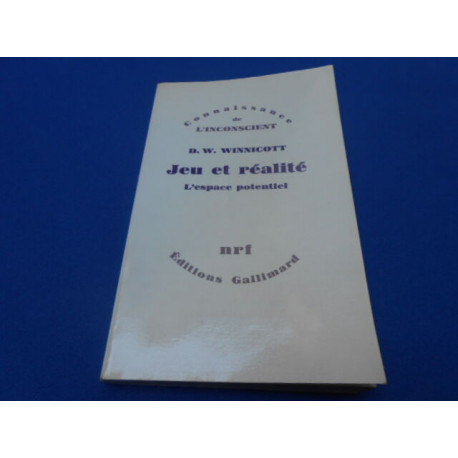 Connaissance
de
L'INCONSCIENT
D. W. WINNICOTT
Jeu et réalité
L'espace potentiel
nrf
Éditions Gallimard